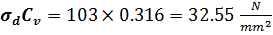 σ_d C_v = 103 × 0.316 = 32.55 N/mm²